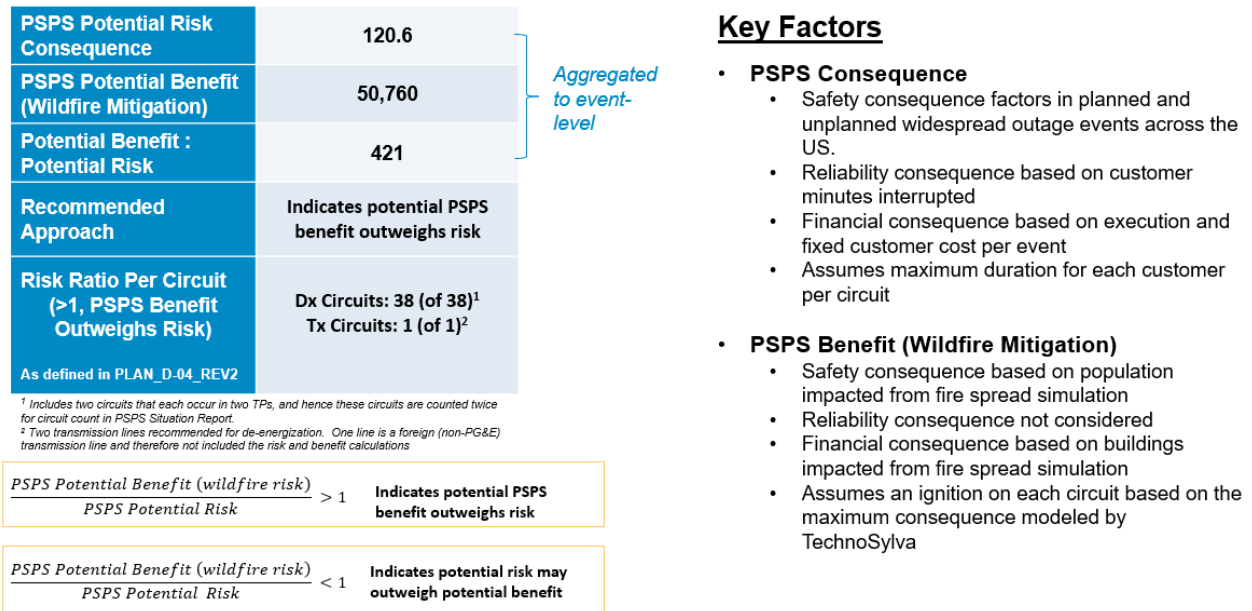 PSPS Potential Risk
Consequence
120.6
PSPS Potential Benefit
(Wildfire Mitigation)
50,760
Potential Benefit :
Potential Risk
421
Aggregated
to event-
level
Recommended
Approach
Indicates potential PSPS
benefit outweighs risk
Risk Ratio Per Circuit
(>1, PSPS Benefit
Outweighs Risk)
As defined in PLAN_D-04_REV2
Dx Circuits: 38 (of 38)¹
Tx Circuits: 1 (of 1)²
¹ Includes two circuits that each occur in two TPs, and hence these circuits are counted twice
for circuit count in PSPS Situation Report.
² Two transmission lines recommended for de-energization. One line is a foreign (non-PG&E)
transmission line and therefore not included the risk and benefit calculations
PSPS Potential Benefit (wildfire risk)
PSPS Potential Risk
> 1
Indicates potential PSPS
benefit outweighs risk
PSPS Potential Benefit (wildfire risk)
PSPS Potential Risk
< 1
Indicates potential risk may
outweigh potential benefit
Key Factors
• PSPS Consequence
• Safety consequence factors in planned and
unplanned widespread outage events across the
US.
• Reliability consequence based on customer
minutes interrupted
• Financial consequence based on execution and
fixed customer cost per event
• Assumes maximum duration for each customer
per circuit
• PSPS Benefit (Wildfire Mitigation)
• Safety consequence based on population
impacted from fire spread simulation
• Reliability consequence not considered
• Financial consequence based on buildings
impacted from fire spread simulation
• Assumes an ignition on each circuit based on the
maximum consequence modeled by
TechnoSylva